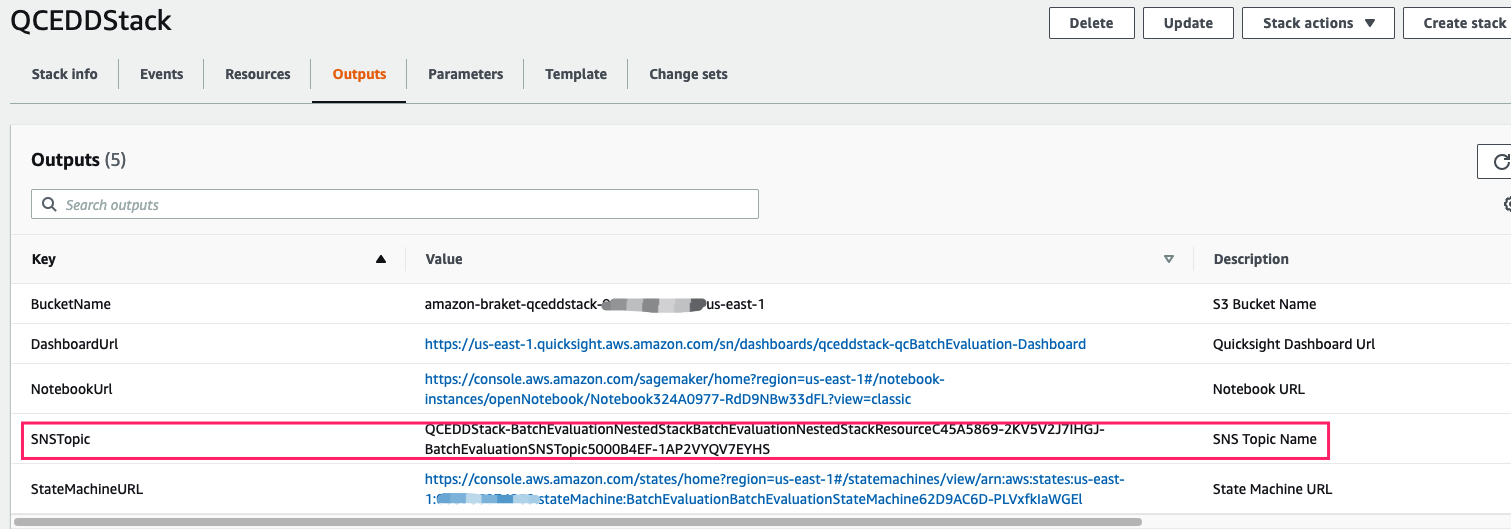 QCEDDStack
Delete
Update
Stack actions
Create stack
Stack info
Events
Resources
Outputs
Parameters
Template
Change sets
Outputs (5)
Search outputs
Key
Value
Description
BucketName
amazon-braket-qceddstack- us-east-1
S3 Bucket Name
DashboardUrl
https://us-east-1.quicksight.aws.amazon.com/sn/dashboards/qceddstack-qcBatchEvaluation-Dashboard
Quicksight Dashboard Url
NotebookUrl
https://console.aws.amazon.com/sagemaker/home?region=us-east-1#/notebook-
instances/openNotebook/Notebook324A0977-RdD9NBw33dFL?view=classic
Notebook URL
SNSTopic
QCEDDStack-BatchEvaluationNestedStackBatchEvaluationNestedStackResourceC45A5869-2KV5V2J7IHGJ-
BatchEvaluationSNSTopic5000B4EF-1AP2VYQV7EYHS
SNS Topic Name
StateMachineURL
https://console.aws.amazon.com/states/home?region=us-east-1#/statemachines/view/arn:aws:states:us-east-
1: stateMachine:BatchEvaluationBatchEvaluationStateMachine62D9AC6D-PLVxfkIaWGEl
State Machine URL